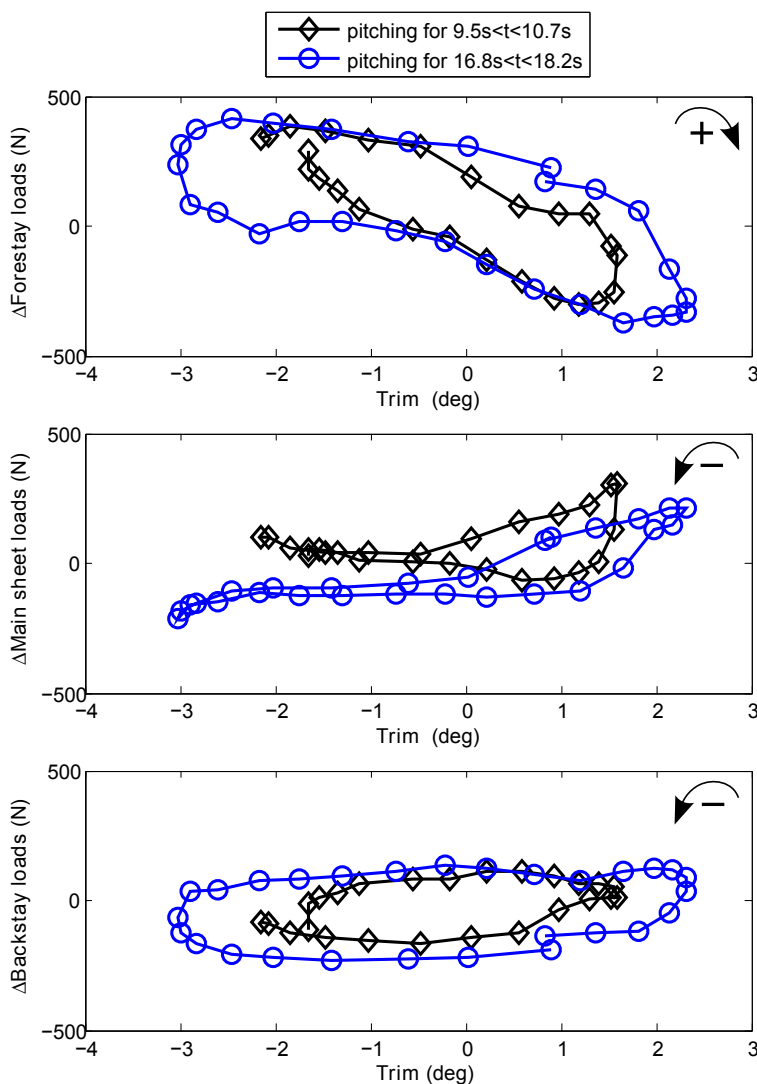 pitching for 9.5s<t<10.7s
pitching for 16.8s<t<18.2s
500
0
−500
ΔForestay loads (N)
+
−4 −3 −2 −1 0 1 2 3
Trim (deg)
500
0
−500
ΔMain sheet loads (N)
−
−4 −3 −2 −1 0 1 2 3
Trim (deg)
500
0
−500
ΔBackstay loads (N)
−
−4 −3 −2 −1 0 1 2 3
Trim (deg)